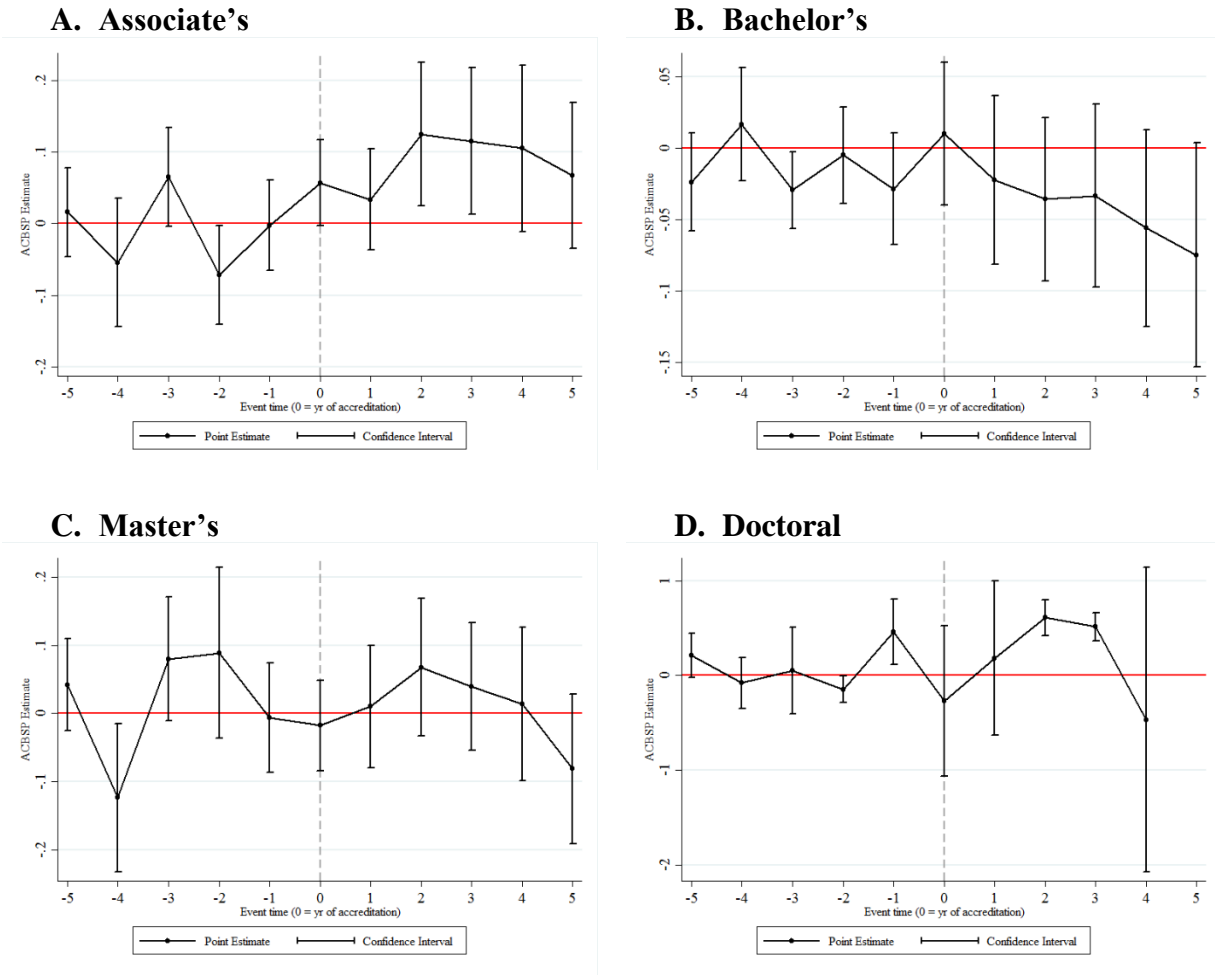 A. Associate's
.2
.1
0
-.1
-.2
ACBSP Estimate
-5 -4 -3 -2 -1 0 1 2 3 4 5
Event time (0 = yr of accreditation)
Point Estimate Confidence Interval
B. Bachelor's
.05
0
-.05
-.1
-.15
ACBSP Estimate
-5 -4 -3 -2 -1 0 1 2 3 4 5
Event time (0 = yr of accreditation)
Point Estimate Confidence Interval
C. Master's
.2
.1
0
-.1
-.2
ACBSP Estimate
-5 -4 -3 -2 -1 0 1 2 3 4 5
Event time (0 = yr of accreditation)
Point Estimate Confidence Interval
D. Doctoral
1
0
-1
-2
ACBSP Estimate
-5 -4 -3 -2 -1 0 1 2 3 4 5
Event time (0 = yr of accreditation)
Point Estimate Confidence Interval